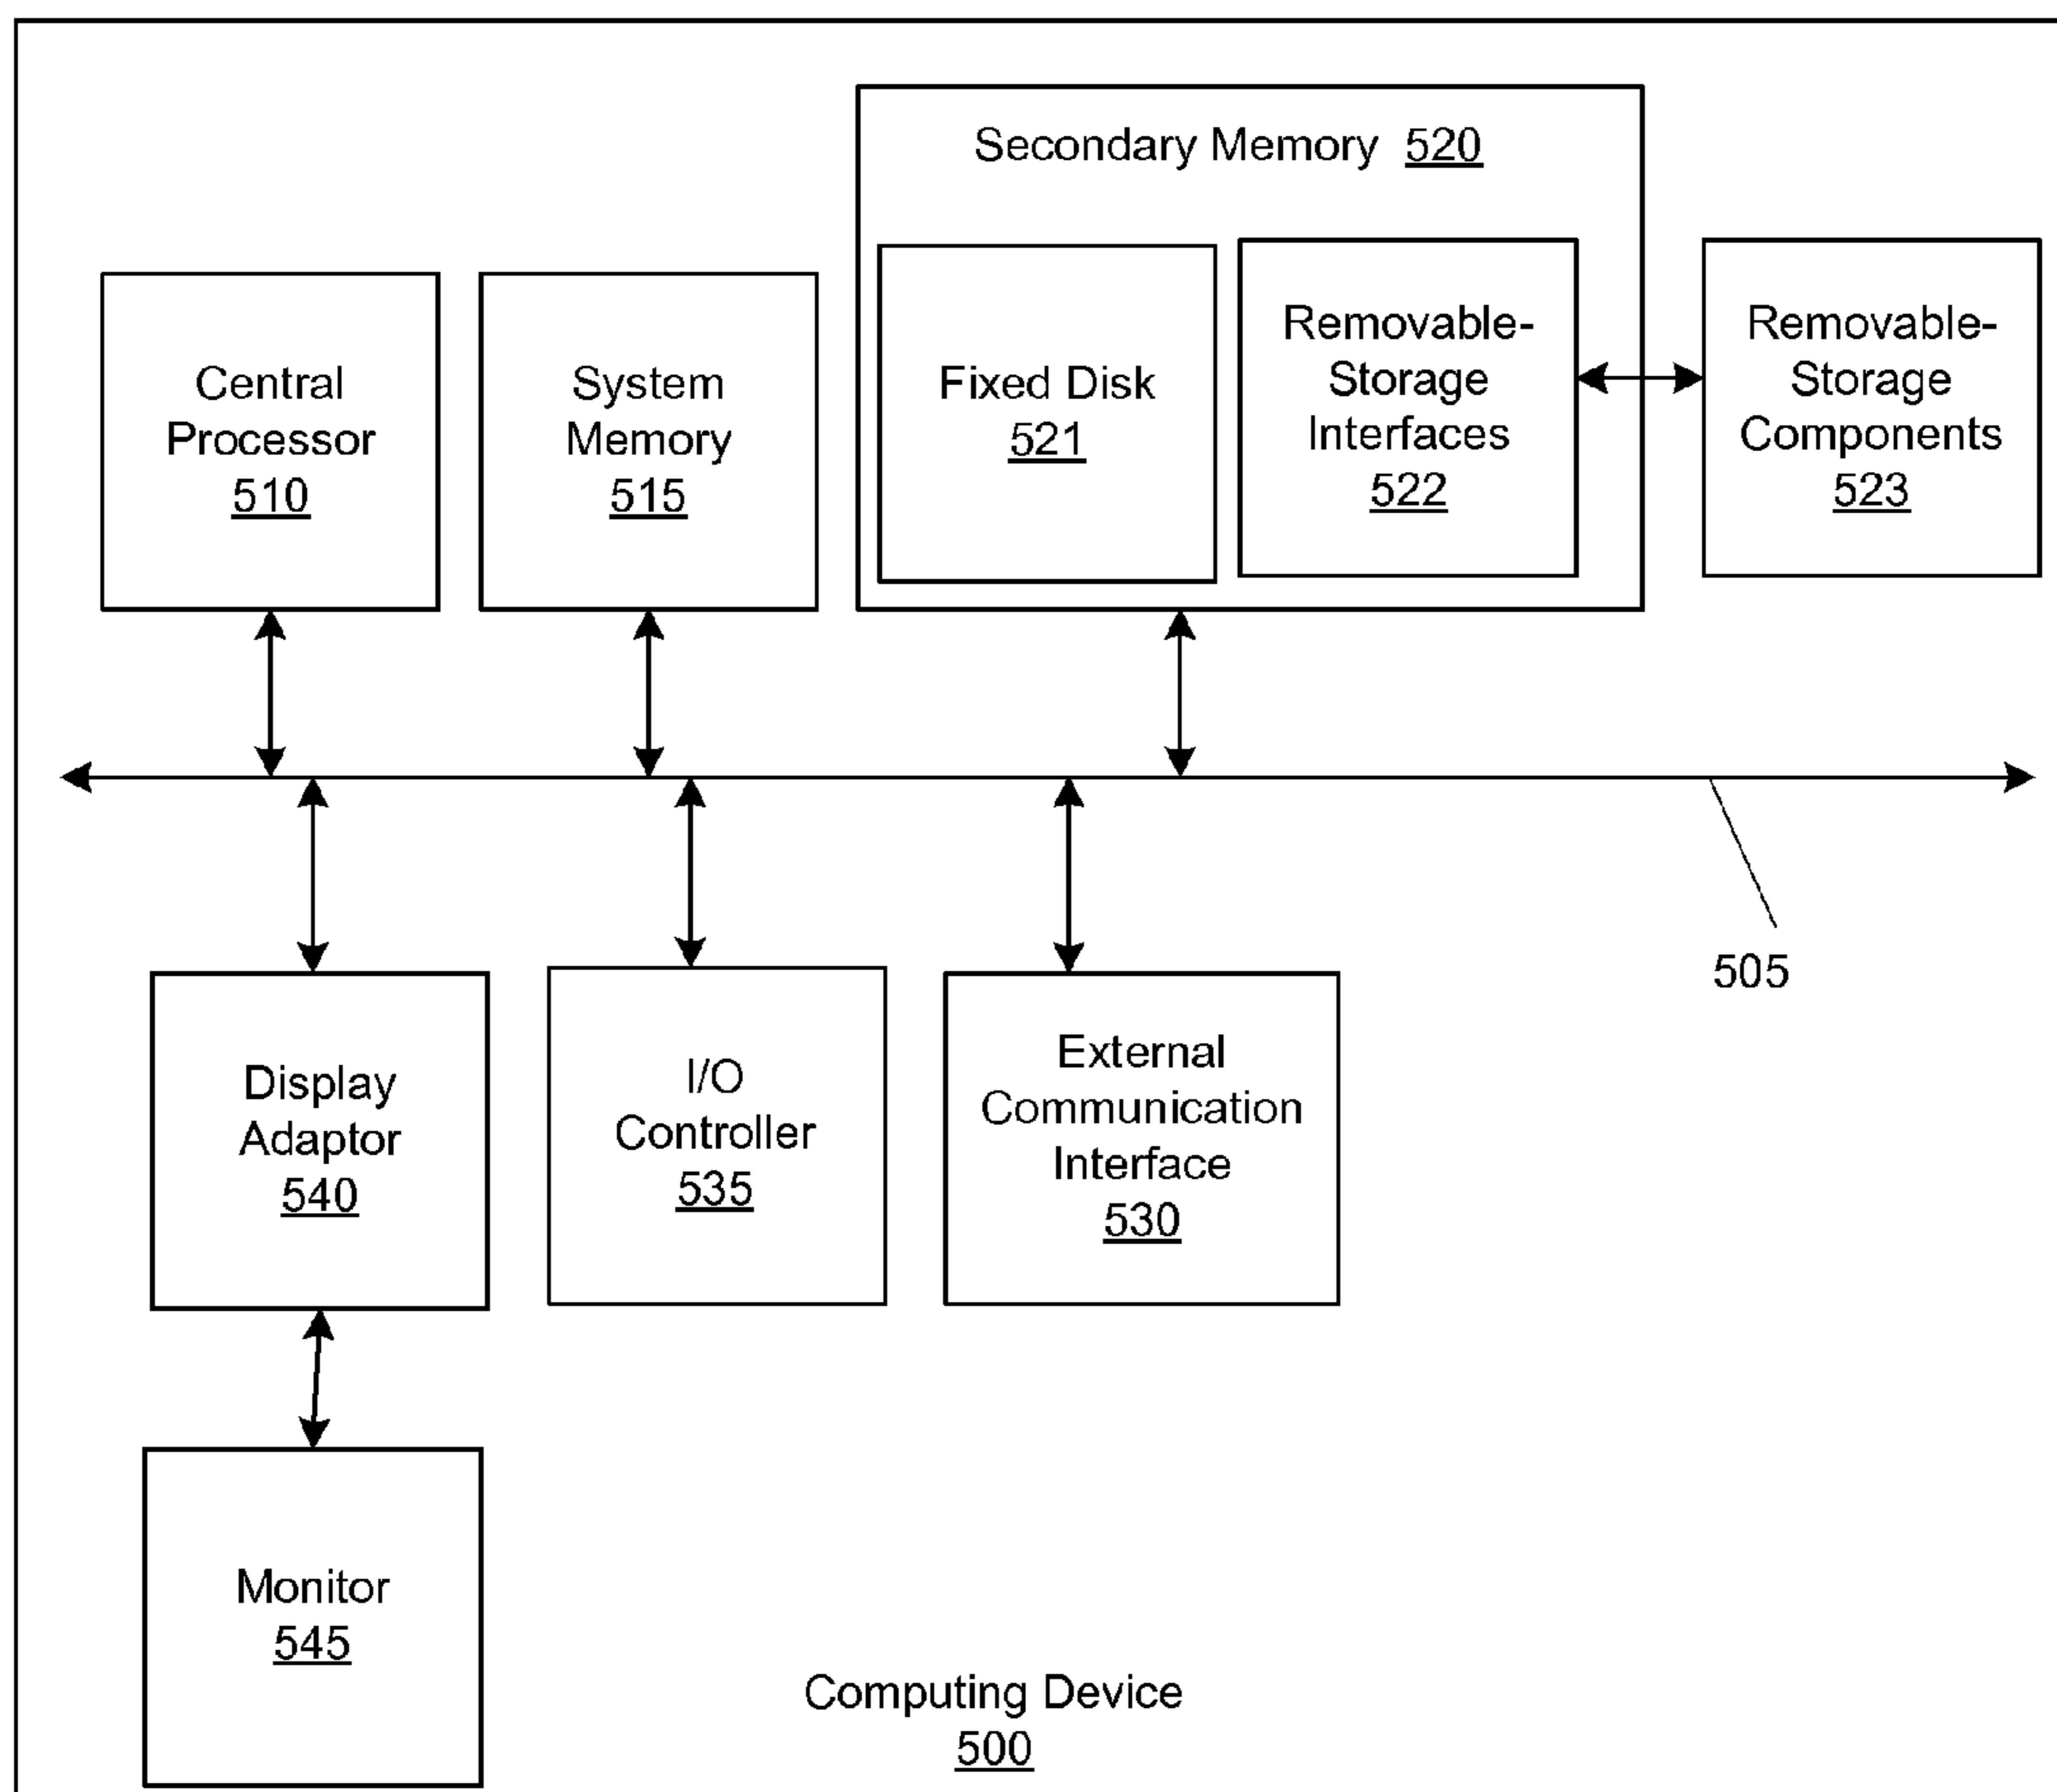 Secondary Memory 520
Central
Processor
510
System
Memory
515
Fixed Disk
521
Removable-
Storage
Interfaces
522
Removable-
Storage
Components
523
505
Display
Adaptor
540
I/O
Controller
535
External
Communication
Interface
530
Monitor
545
Computing Device
500